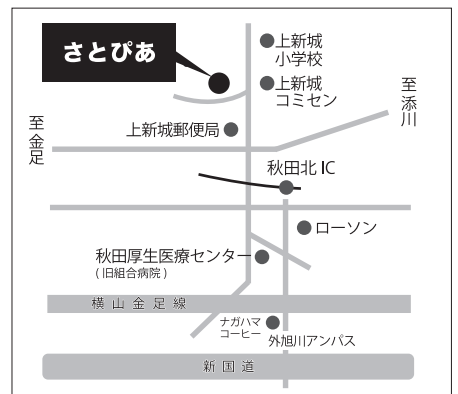 さとぴあ
上新城
小学校
上新城
コミセン
至添川
至金足
上新城郵便局
秋田北IC
ローソン
秋田厚生医療センター
(旧組合病院)
横山金足線
ナガハマ
コーヒー
外旭川アンパス
新国道